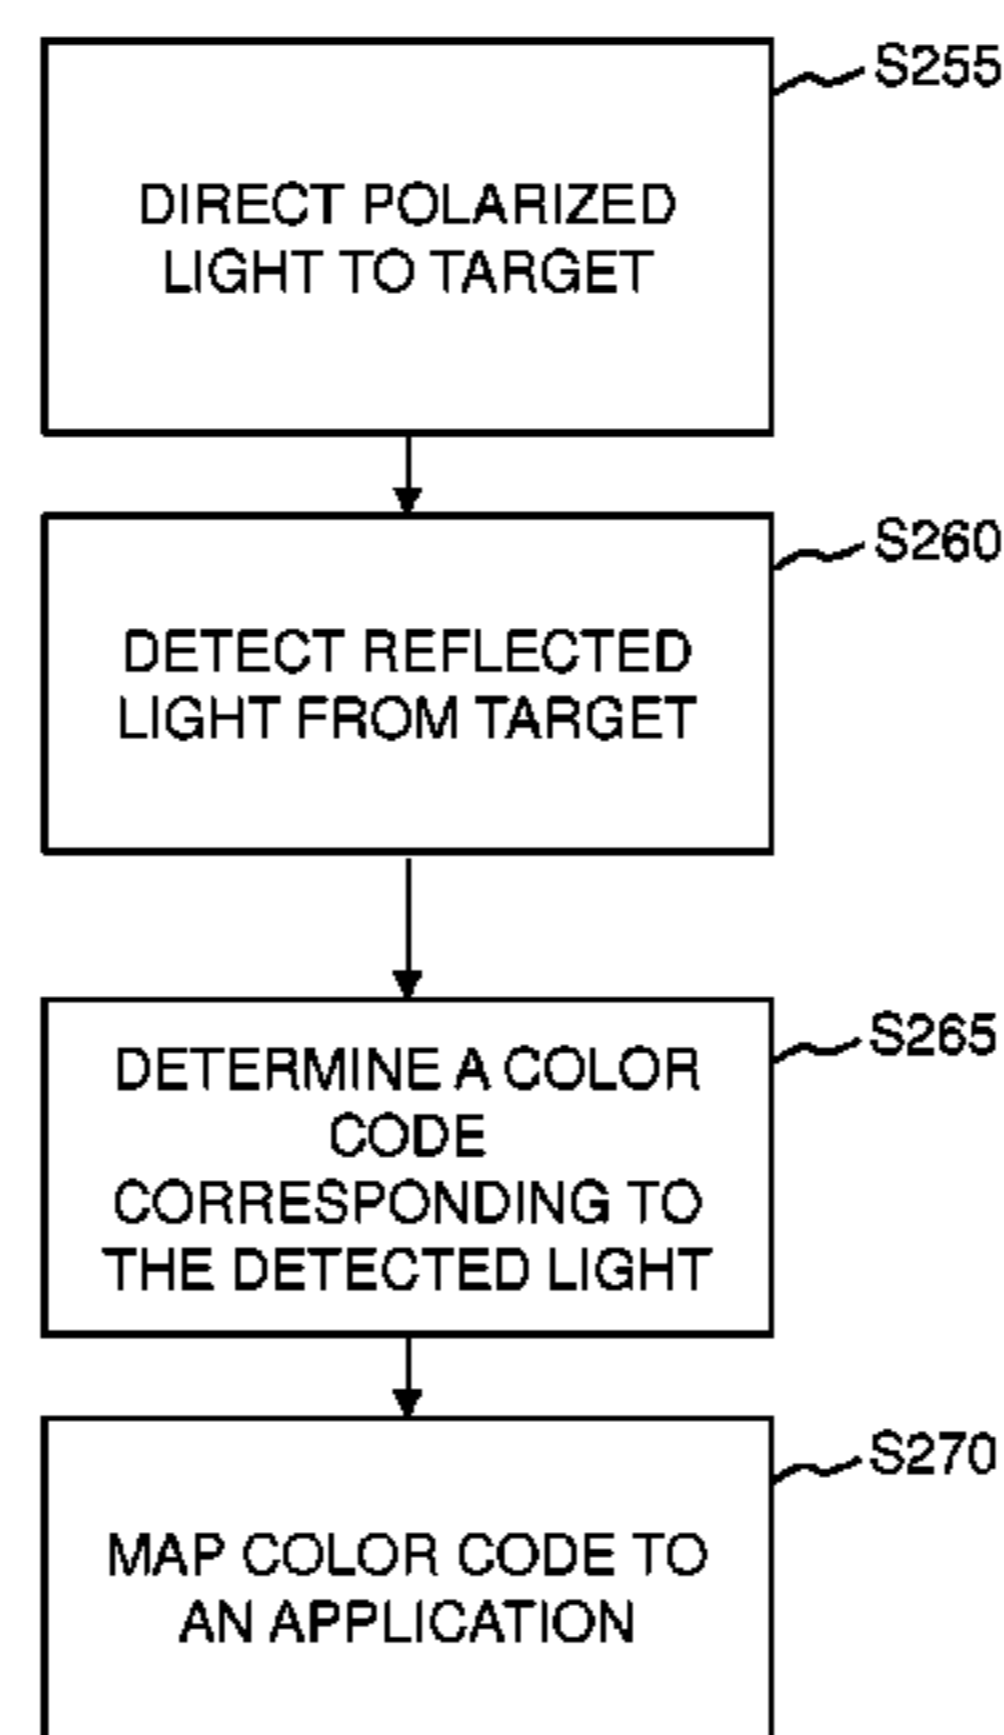 S255
DIRECT POLARIZED
LIGHT TO TARGET
S260
DETECT REFLECTED
LIGHT FROM TARGET
S265
DETERMINE A COLOR
CODE
CORRESPONDING TO
THE DETECTED LIGHT
S270
MAP COLOR CODE TO
AN APPLICATION